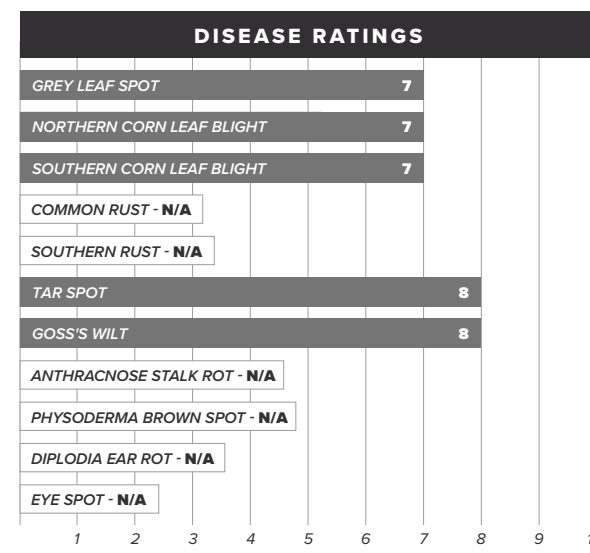 DISEASE RATINGS
GREY LEAF SPOT 7
NORTHERN CORN LEAF BLIGHT 7
SOUTHERN CORN LEAF BLIGHT 7
COMMON RUST - N/A
SOUTHERN RUST - N/A
TAR SPOT 8
GOSS'S WILT 8
ANTHRACNOSE STALK ROT - N/A
PHYSODERMA BROWN SPOT - N/A
DIPLODIA EAR ROT - N/A
EYE SPOT - N/A
1 2 3 4 5 6 7 8 9